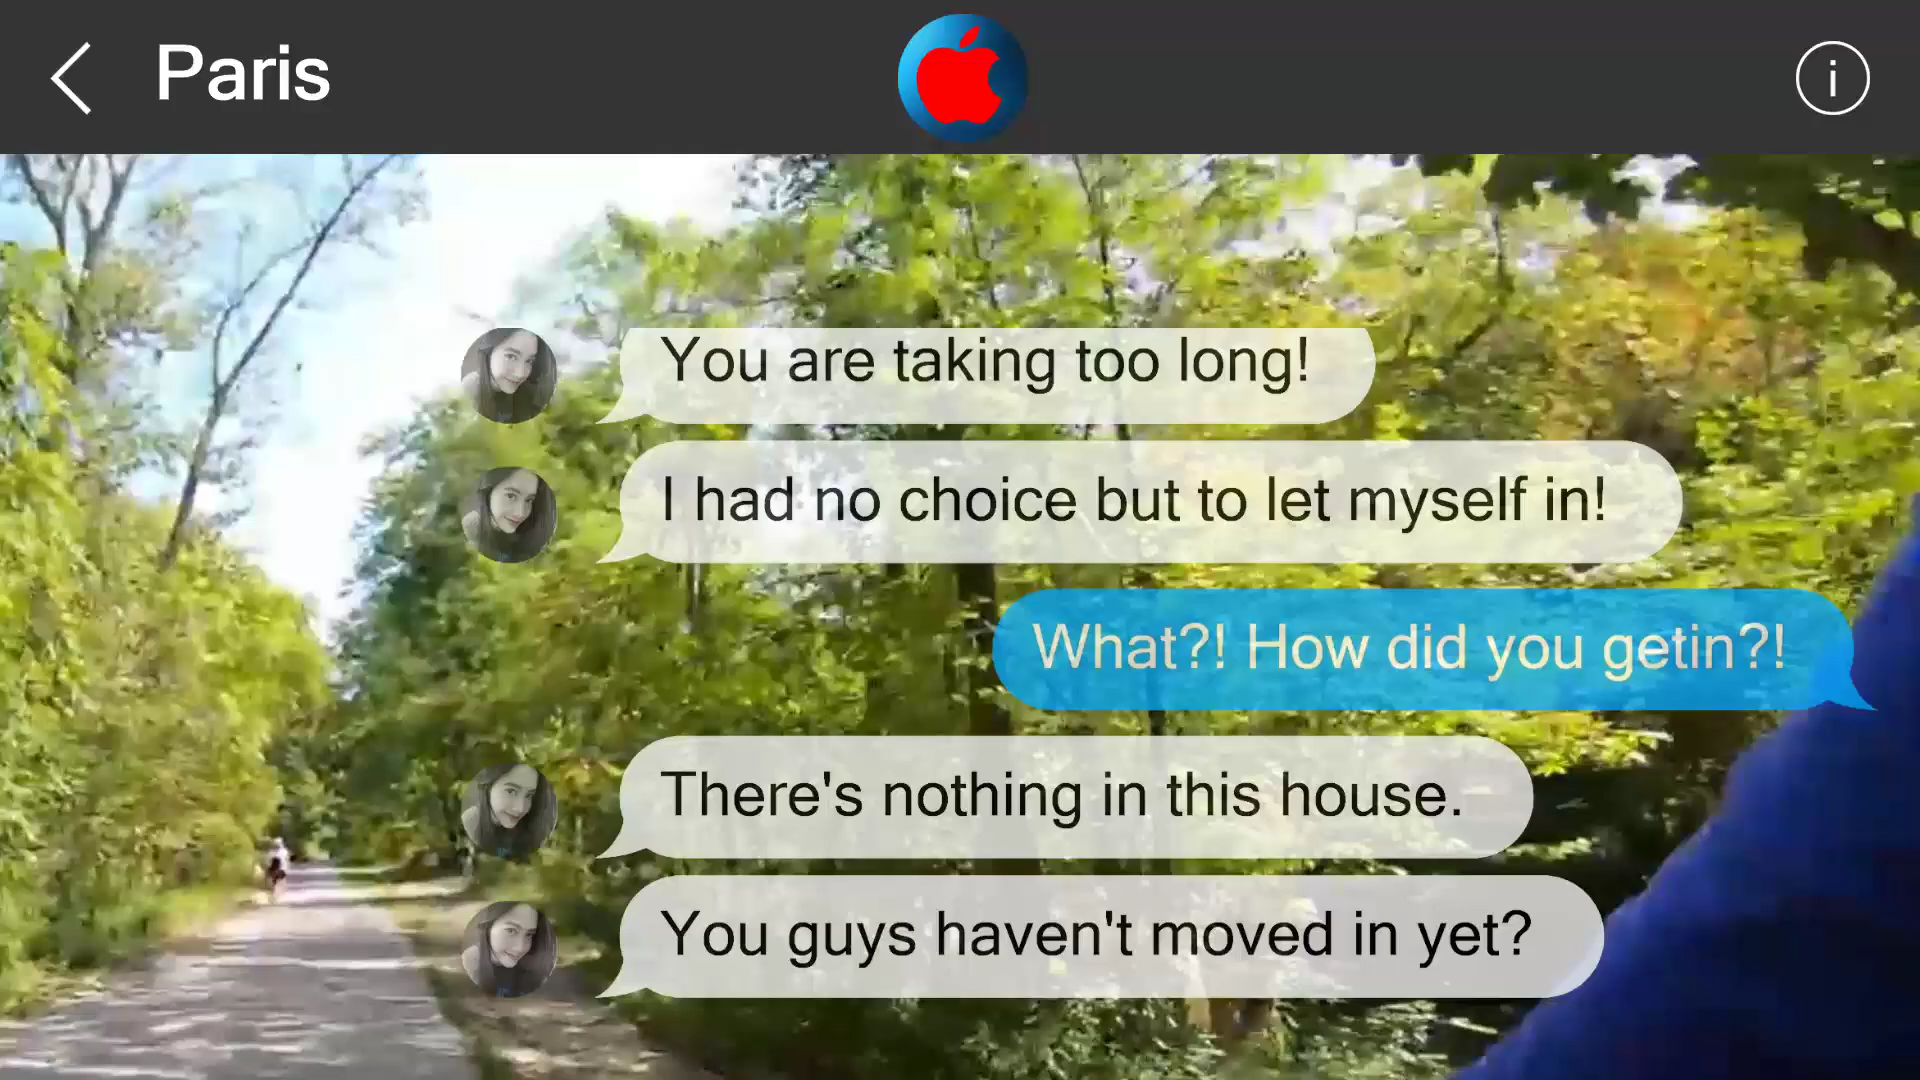 Paris
You are taking too long!
I had no choice but to let myself in!
What?! How did you getin?!
There's nothing in this house.
You guys haven't moved in yet?